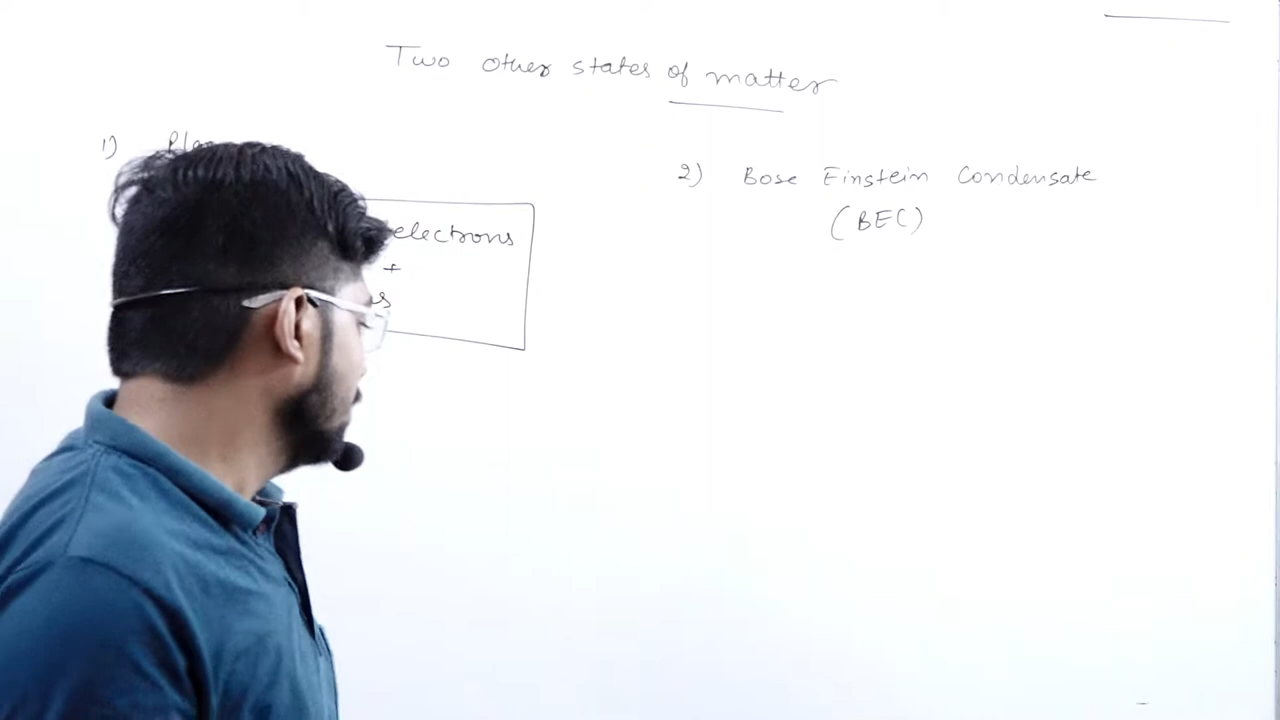 Two other states of matter
1)
2) Bose Einstein Condensate
(BEC)
electrons
+